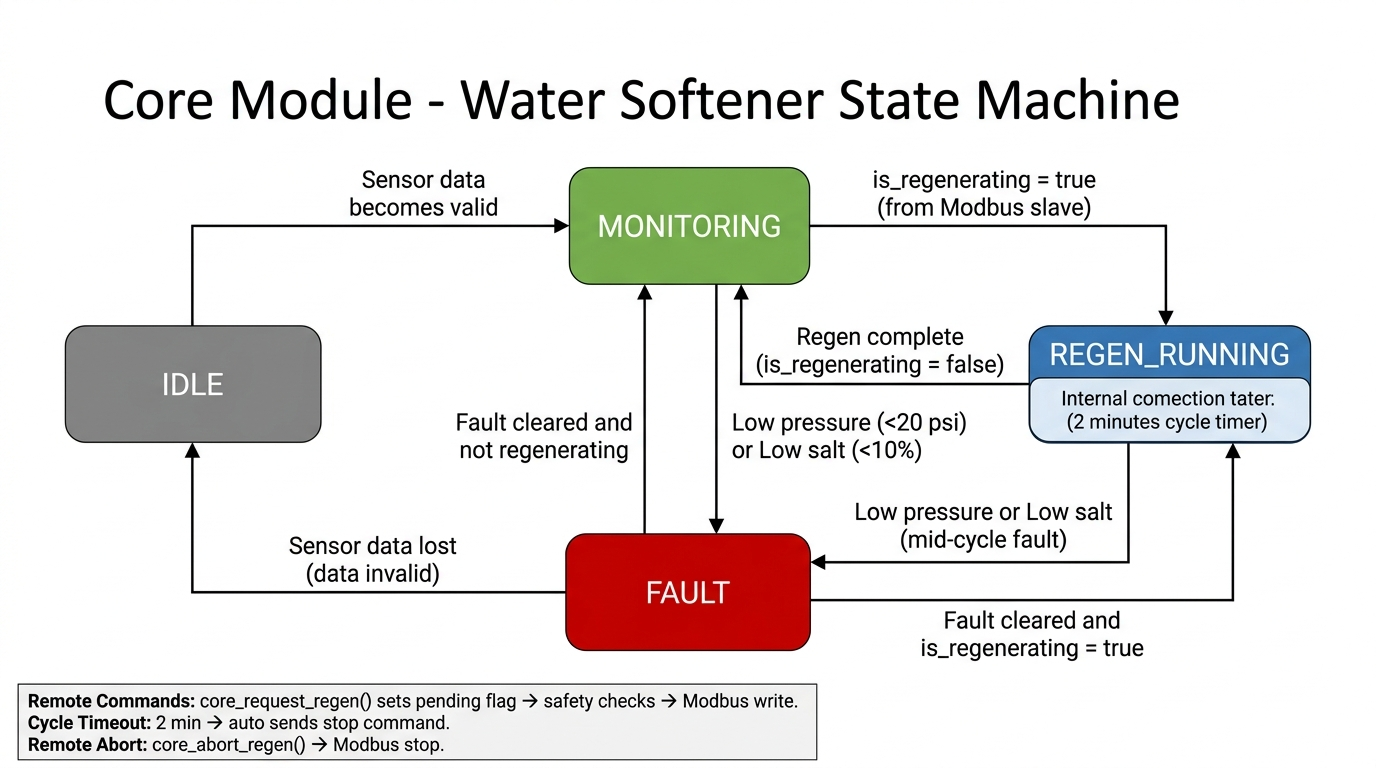 Core Module - Water Softener State Machine
Sensor data
becomes valid
MONITORING
is_regenerating = true
(from Modbus slave)
IDLE
Regen complete
(is_regenerating = false)
REGEN_RUNNING
Internal comection tater:
(2 minutes cycle timer)
Fault cleared and
not regenerating
Low pressure (<20 psi)
or Low salt (<10%)
Low pressure or Low salt
(mid-cycle fault)
Sensor data lost
(data invalid)
FAULT
Fault cleared and
is_regenerating = true
Remote Commands: core_request_regen() sets pending flag → safety checks → Modbus write.
Cycle Timeout: 2 min → auto sends stop command.
Remote Abort: core_abort_regen() → Modbus stop.